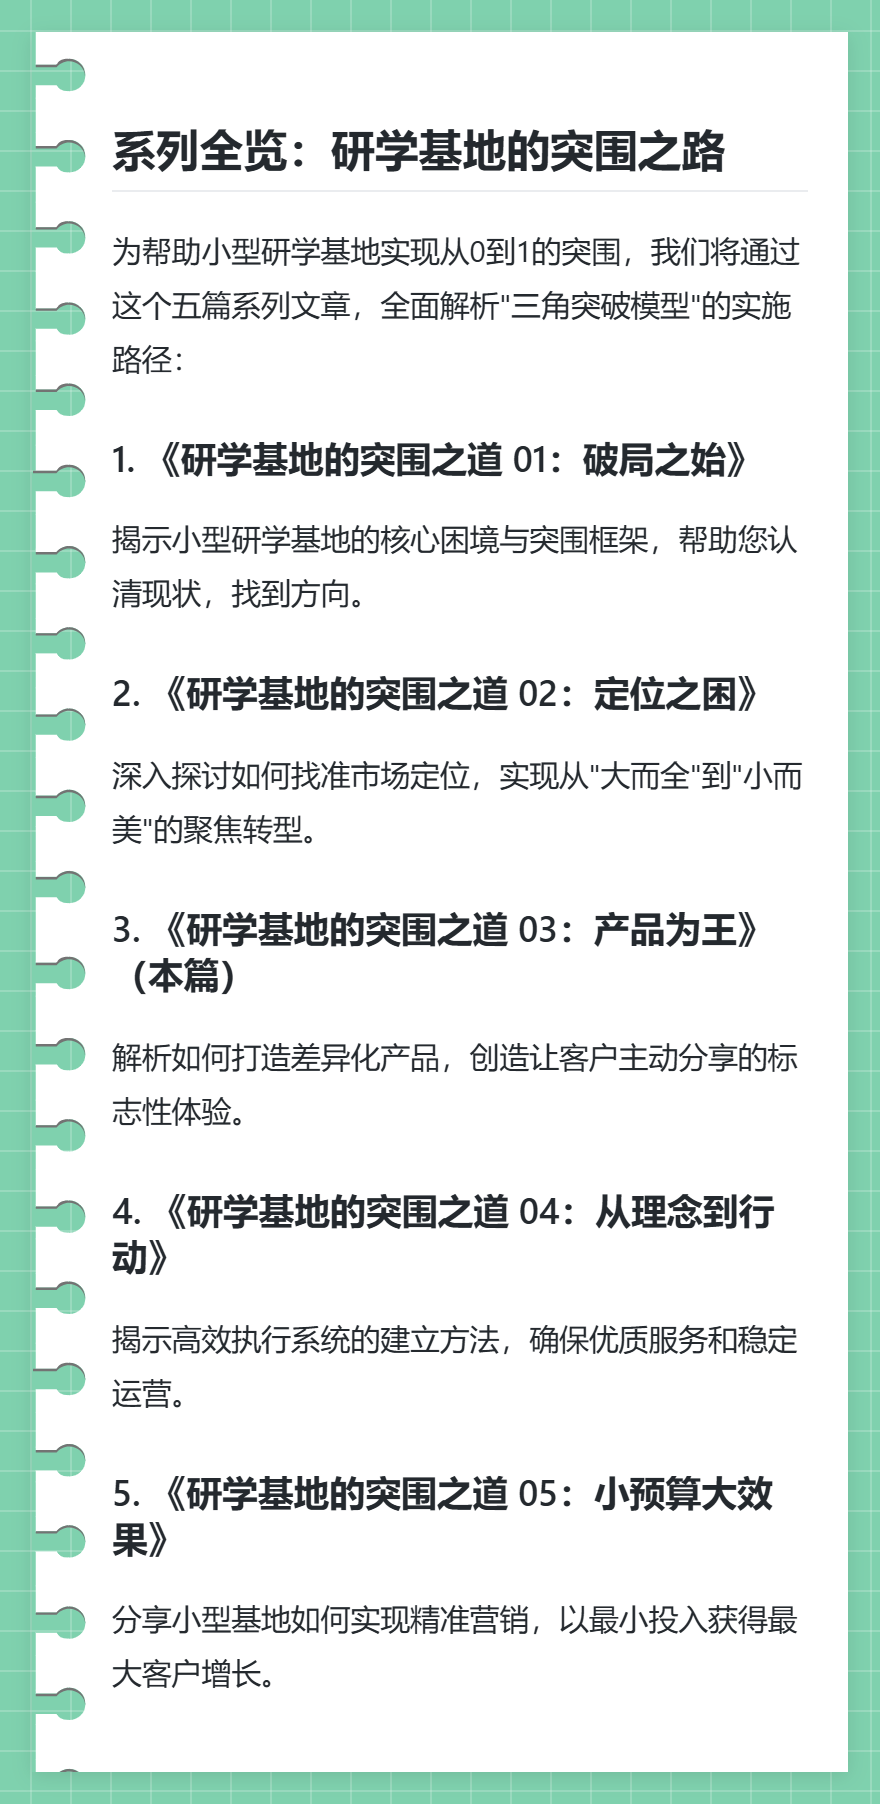 系列全览：研学基地的突围之路
为帮助小型研学基地实现从0到1的突围，我们将通过
这个五篇系列文章，全面解析"三角突破模型"的实施
路径：
1. 《研学基地的突围之道 01：破局之始》
揭示小型研学基地的核心困境与突围框架，帮助您认
清现状，找到方向。
2. 《研学基地的突围之道 02：定位之困》
深入探讨如何找准市场定位，实现从"大而全"到"小而
美"的聚焦转型。
3. 《研学基地的突围之道 03：产品为王》
（本篇）
解析如何打造差异化产品，创造让客户主动分享的标
志性体验。
4. 《研学基地的突围之道 04：从理念到行
动》
揭示高效执行系统的建立方法，确保优质服务和稳定
运营。
5. 《研学基地的突围之道 05：小预算大效
果》
分享小型基地如何实现精准营销，以最小投入获得最
大客户增长。